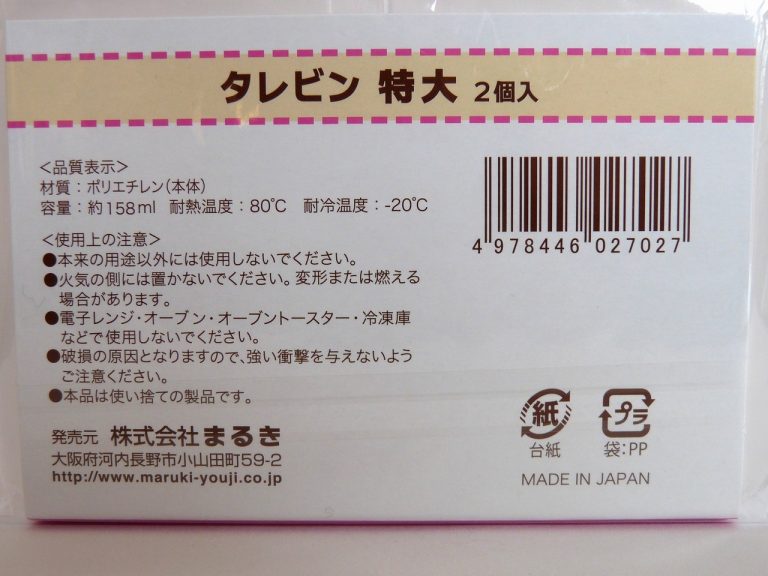 タレビン 特大 2個入
<品質表示>
材質：ポリエチレン(本体)
容量：約158ml 耐熱温度：80℃ 耐冷温度：-20℃
<使用上の注意>
●本来の用途以外には使用しないでください。
●火気の側には置かないでください。変形または燃える
場合があります。
●電子レンジ・オーブン・オーブントースター・冷凍庫
などで使用しないでください。
●破損の原因となりますので、強い衝撃を与えないよう
ご注意ください。
●本品は使い捨ての製品です。
発売元 株式会社まるき
大阪府河内長野市小山田町59-2
http://www.maruki-youji.co.jp
4 978446 027027
紙 プラ
台紙 袋：PP
MADE IN JAPAN